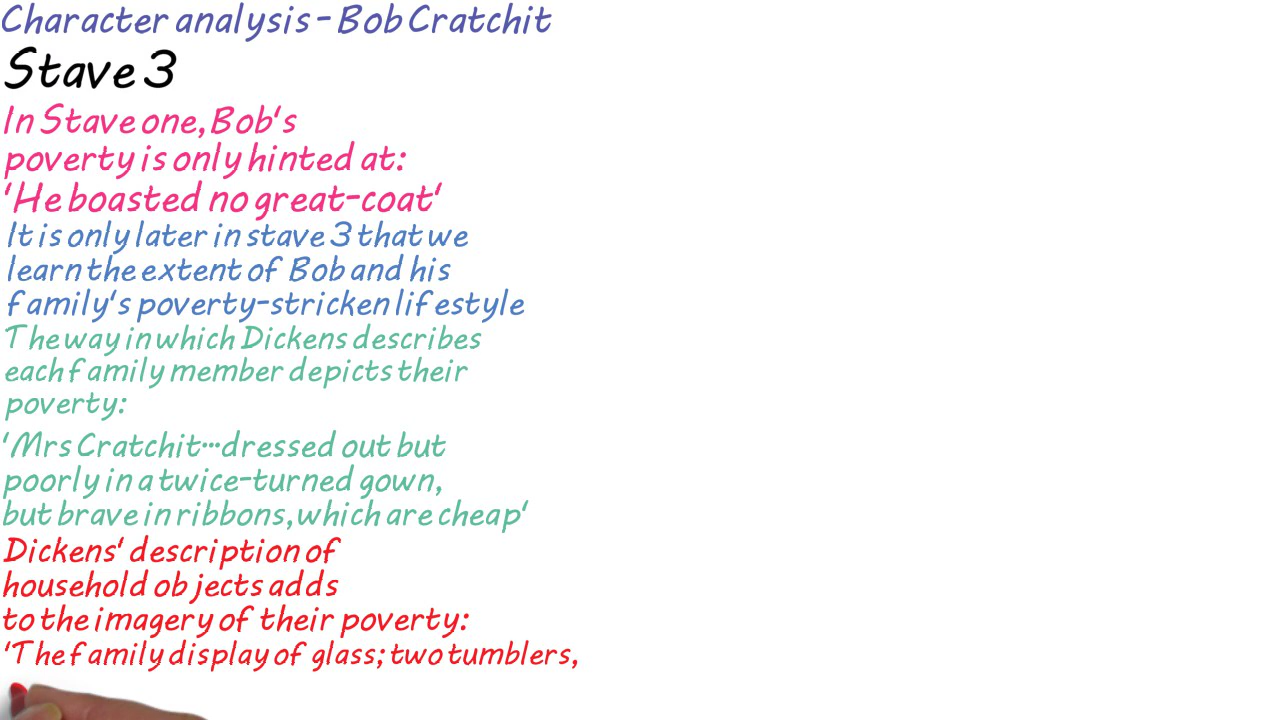 Character analysis - Bob Cratchit
Stave 3
In Stave one, Bob's
poverty is only hinted at:
'He boasted no great-coat'
It is only later in stave 3 that we
learn the extent of Bob and his
family's poverty-stricken lifestyle
The way in which Dickens describes
each family member depicts their
poverty:
'Mrs Cratchit...dressed out but
poorly in a twice-turned gown,
but brave in ribbons, which are cheap'
Dickens' description of
household objects adds
to the imagery of their poverty:
'The family display of glass; two tumblers,